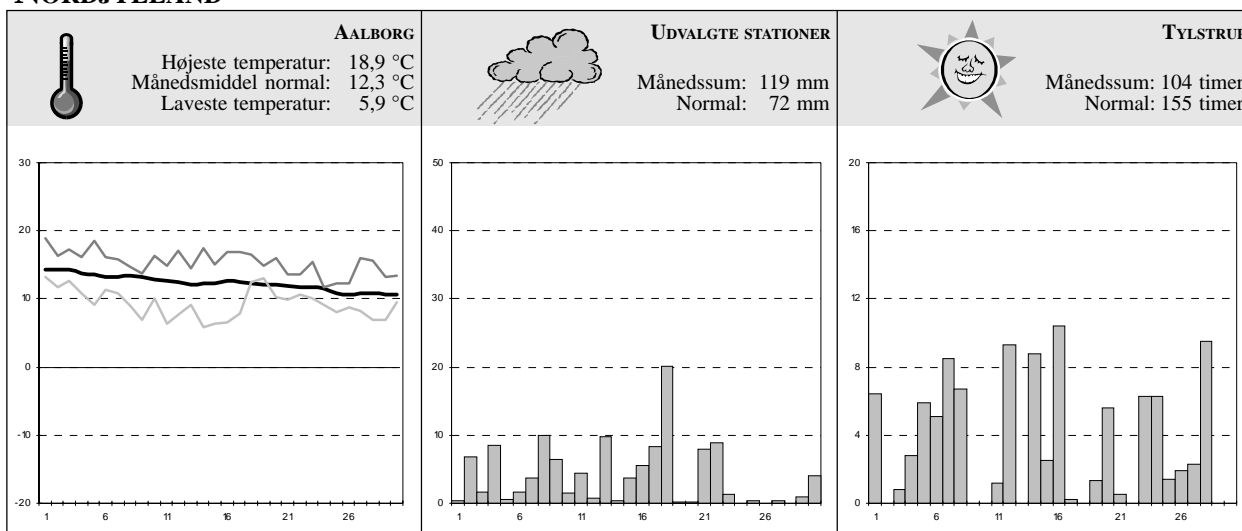 NORDJYLLAND
AALBORG
Højeste temperatur: 18,9 °C
Månedsmiddel normal: 12,3 °C
Laveste temperatur: 5,9 °C
UDVALGTE STATIONER
Månedssum: 119 mm
Normal: 72 mm
TYLSTRUP
Månedssum: 104 timer
Normal: 155 timer
30
20
10
0
-10
-20
1 6 11 16 21 26
50
40
30
20
10
0
1 6 11 16 21 26
20
16
12
8
4
0
1 6 11 16 21 26